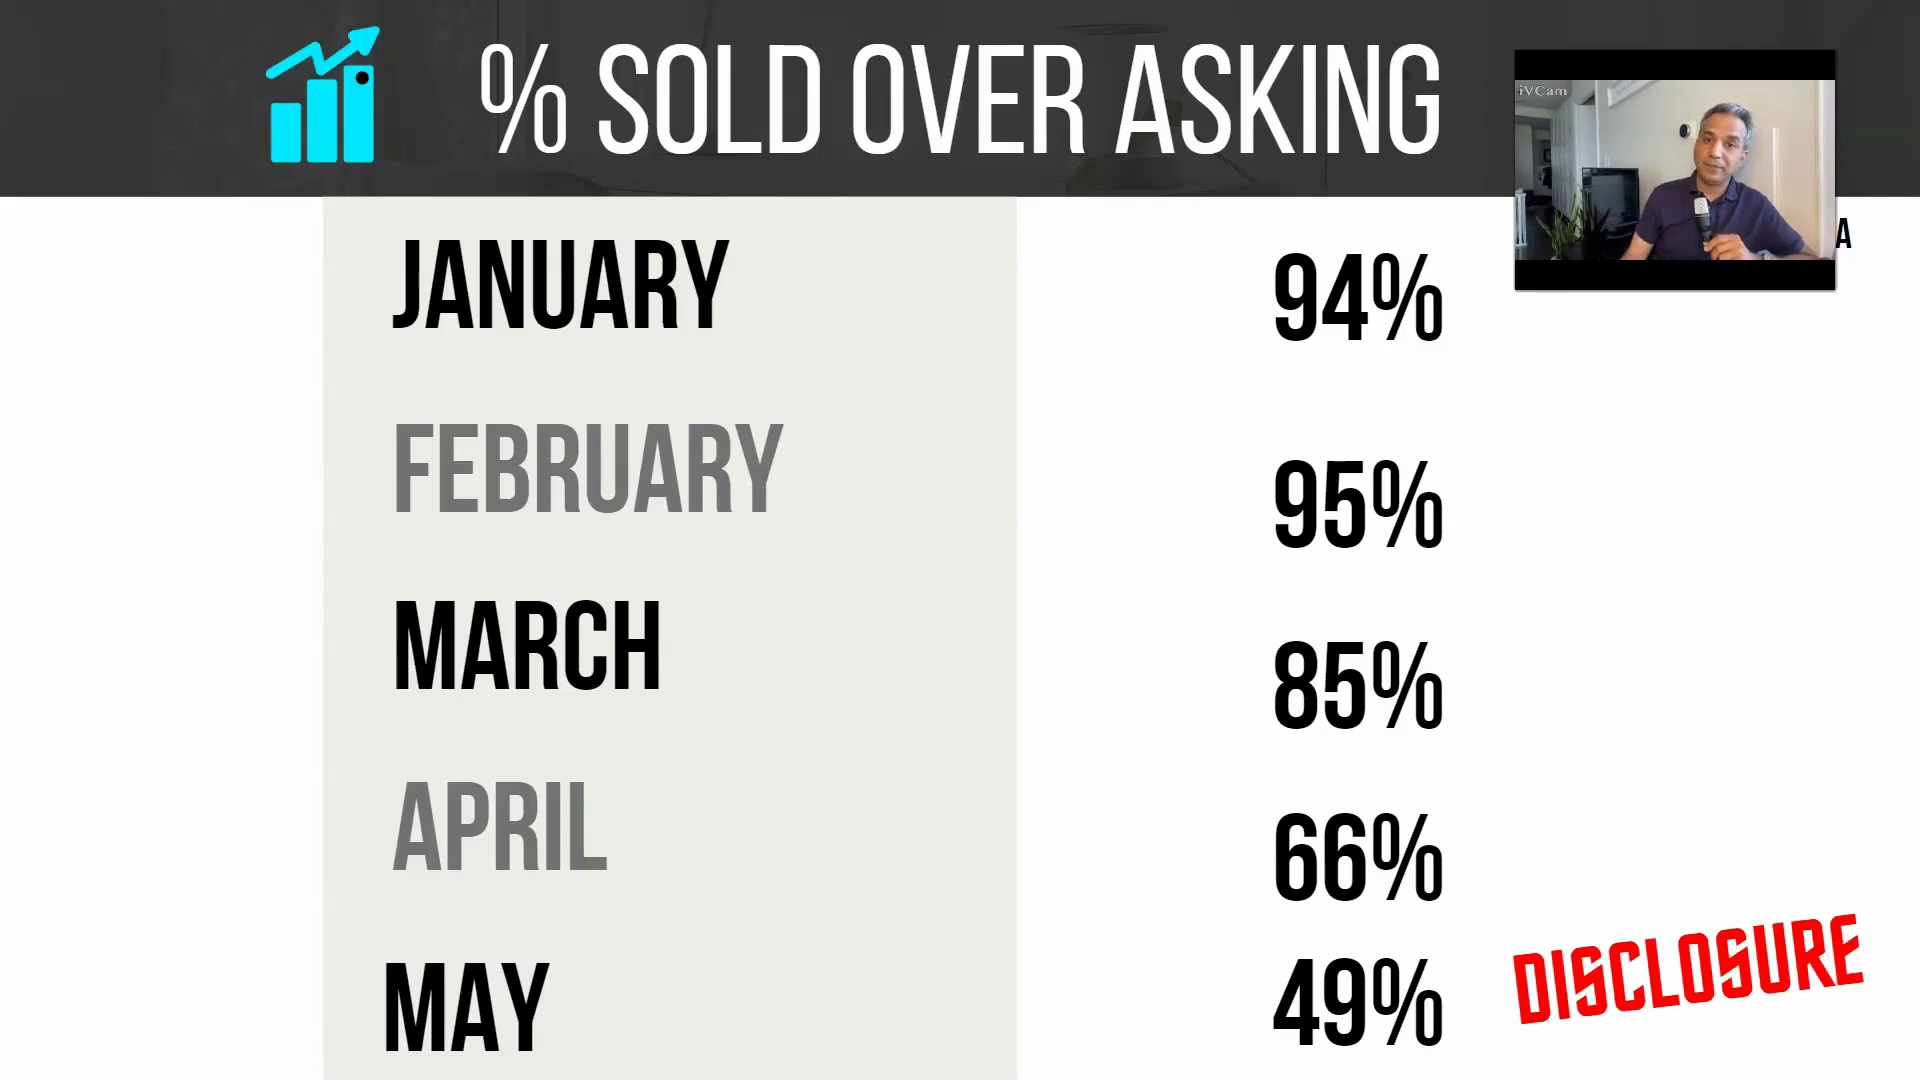 % SOLD OVER ASKING
iVCam
A
JANUARY 94%
FEBRUARY 95%
MARCH 85%
APRIL 66%
MAY 49%
DISCLOSURE